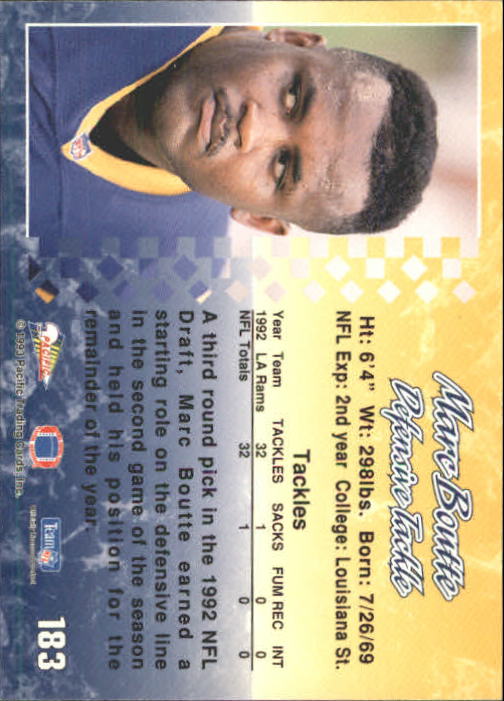 Marc Boutte
Defensive Tackle
Ht: 6'4" Wt: 298lbs. Born: 7/26/69
NFL Exp: 2nd year College: Louisiana St.
Tackles
Year Team TACKLES SACKS FUM REC INT
1992 LA Rams 32 1 0 0
NFL Totals 32 1 0 0
A third round pick in the 1992 NFL
Draft, Marc Boutte earned a
starting role on the defensive line
in the second game of the season
and held his position for the
remainder of the year.
PACIFIC
© 1993 Pacific Trading Cards, Inc.
Team NFL
183